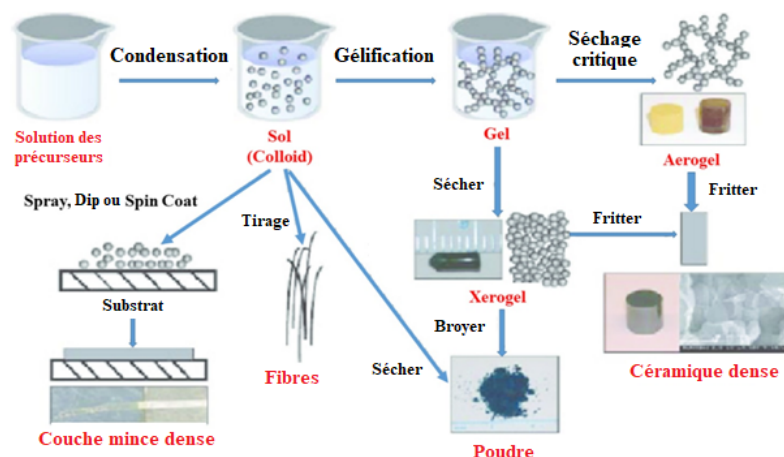 Condensation
Gélification
Séchage
critique
Solution des
précurseurs
Sol
(Colloid)
Gel
Aerogel
Spray, Dip ou Spin Coat
Tirage
Sécher
Fritter
Fritter
Substrat
Xerogel
Broyer
Sécher
Fibres
Céramique dense
Couche mince dense
Poudre